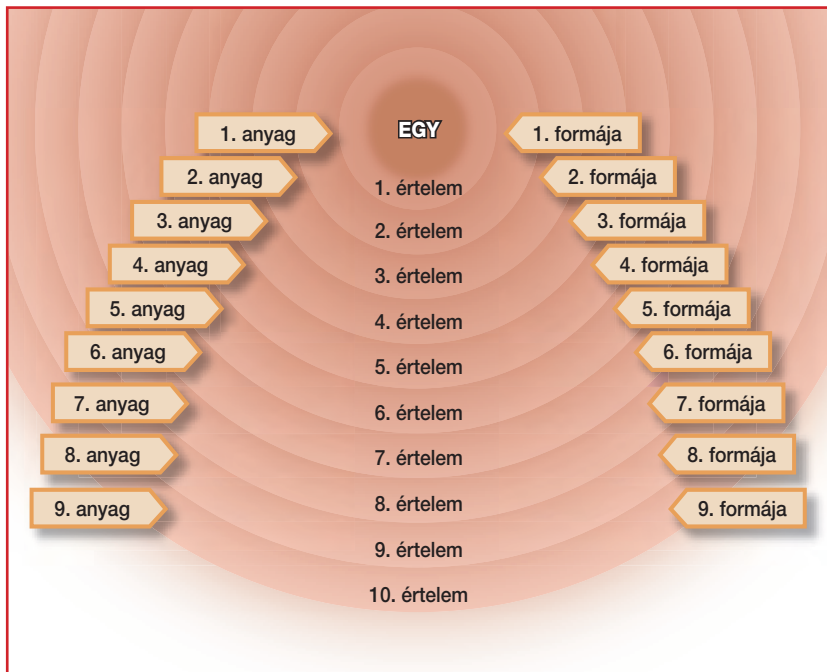 EGY
1. anyag
1. formája
1. értelem
2. anyag
2. formája
2. értelem
3. anyag
3. formája
3. értelem
4. anyag
4. formája
4. értelem
5. anyag
5. formája
5. értelem
6. anyag
6. formája
6. értelem
7. anyag
7. formája
7. értelem
8. anyag
8. formája
8. értelem
9. anyag
9. formája
9. értelem
10. értelem